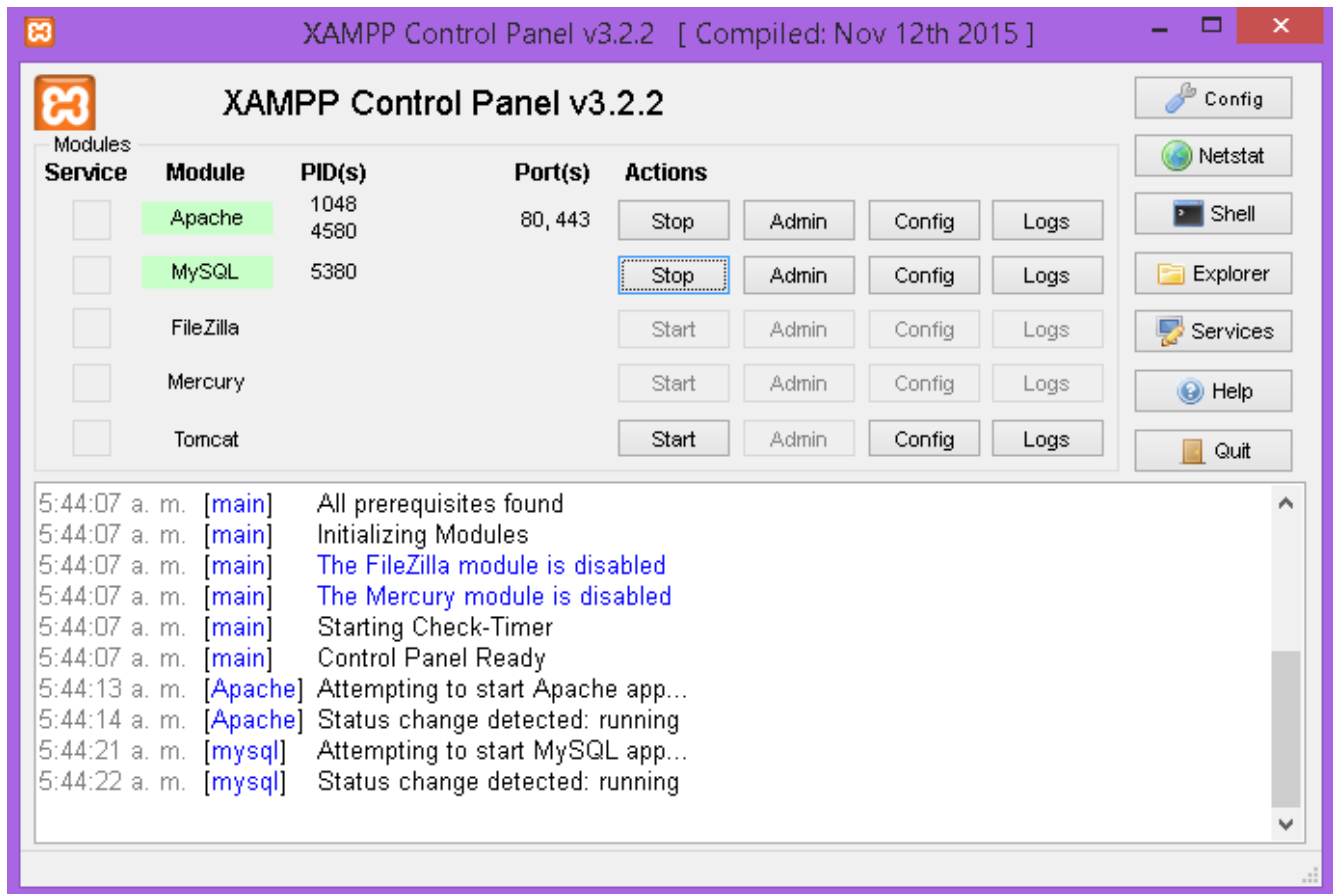 XAMPP Control Panel v3.2.2 [ Compiled: Nov 12th 2015 ]
XAMPP Control Panel v3.2.2
Config
Modules
Netstat
Service Module PID(s) Port(s) Actions
Apache 1048 4580 80, 443 Stop Admin Config Logs
Shell
MySQL 5380 Stop Admin Config Logs
Explorer
FileZilla Start Admin Config Logs
Services
Mercury Start Admin Config Logs
Help
Tomcat Start Admin Config Logs
Quit
5:44:07 a. m. [main] All prerequisites found
5:44:07 a. m. [main] Initializing Modules
5:44:07 a. m. [main] The FileZilla module is disabled
5:44:07 a. m. [main] The Mercury module is disabled
5:44:07 a. m. [main] Starting Check-Timer
5:44:07 a. m. [main] Control Panel Ready
5:44:13 a. m. [Apache] Attempting to start Apache app...
5:44:14 a. m. [Apache] Status change detected: running
5:44:21 a. m. [mysql] Attempting to start MySQL app...
5:44:22 a. m. [mysql] Status change detected: running